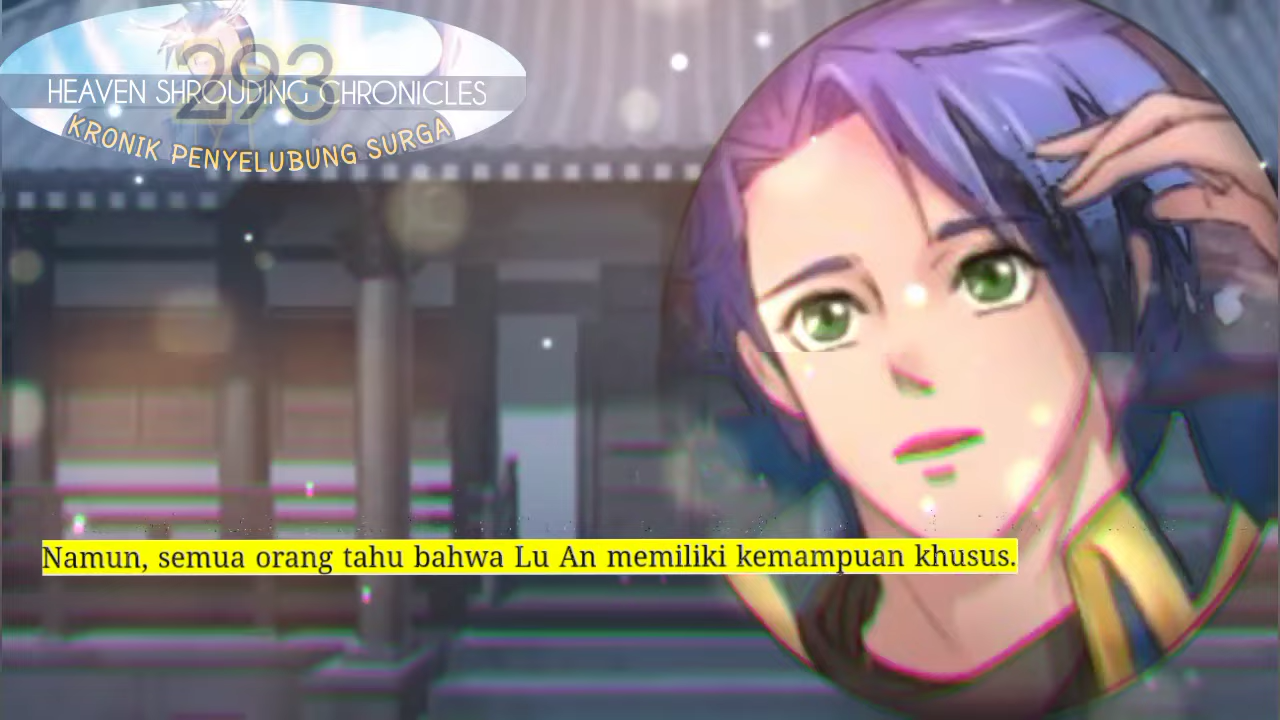 293
HEAVEN SHROUDING CHRONICLES
KRONIK PENYELUBUNG SURGA
Namun, semua orang tahu bahwa Lu An memiliki kemampuan khusus.